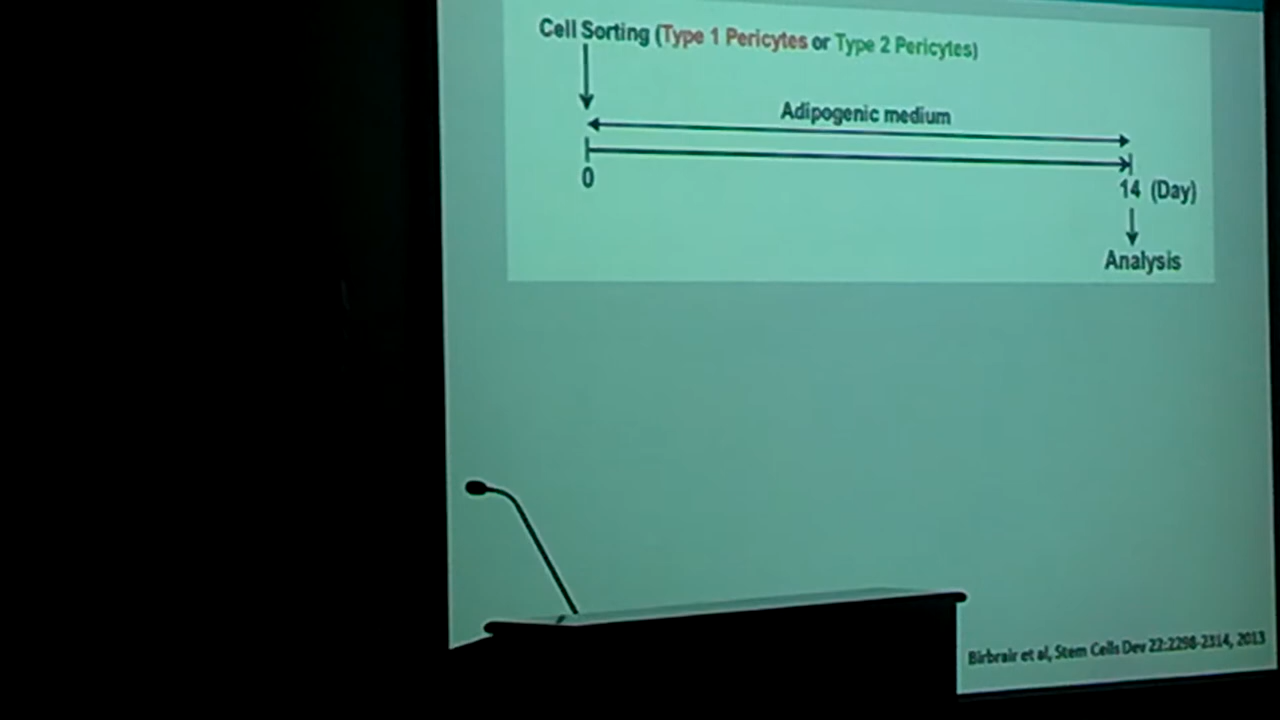 Cell Sorting (Type 1 Pericytes or Type 2 Pericytes)
Adipogenic medium
0
14 (Day)
Analysis
Birbrair et al, Stem Cells Dev 22:2298-2314, 2013